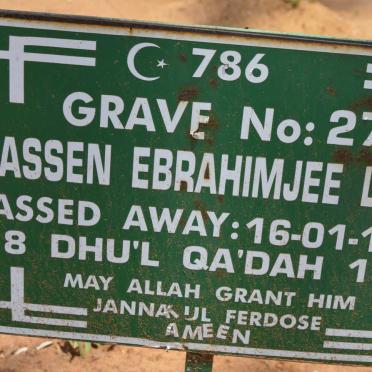 786
GRAVE No: 27
ASSEN EBRAHIMJEE
ASSED AWAY: 16-01-1
8 DHU'L QA'DAH 1
MAY ALLAH GRANT HIM
JANNATUL FERDOSE
AMEEN